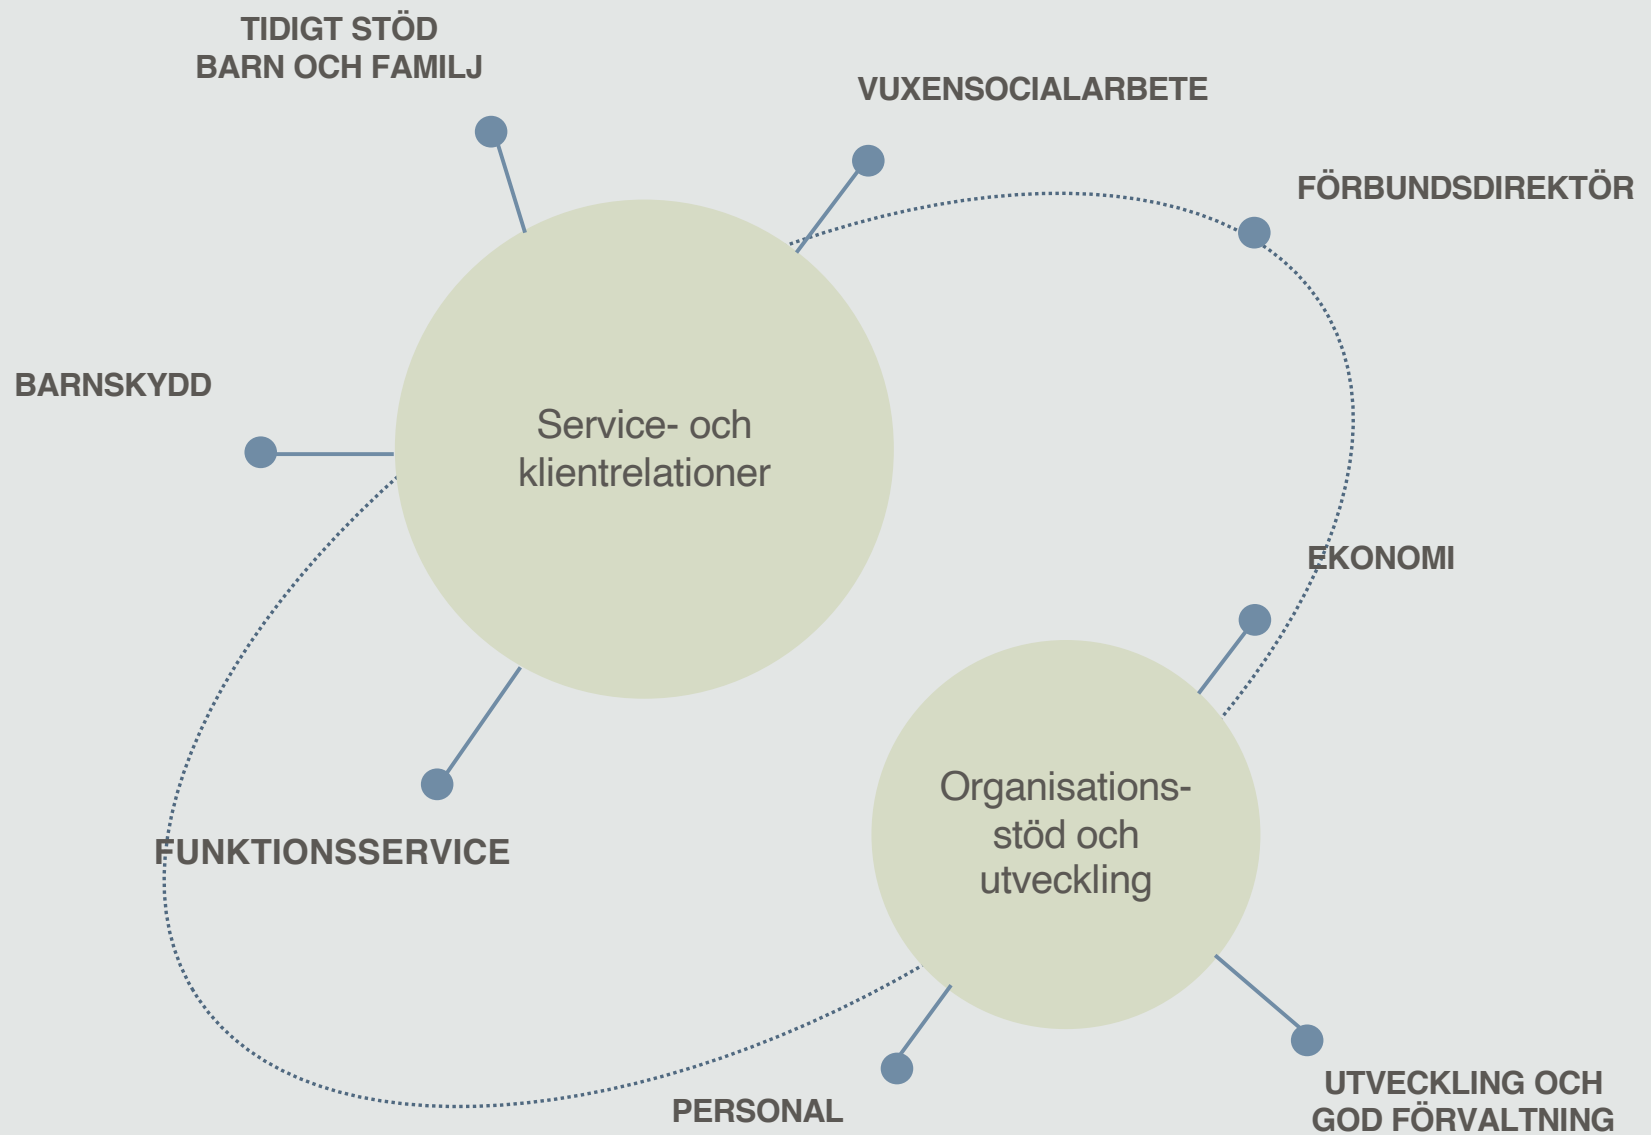 TIDIGT STÖD
BARN OCH FAMILJ
VUXENSOCIALARBETE
FÖRBUNDSDIREKTÖR
BARNSKYDD
Service- och
klientrelationer
EKONOMI
Organisations-
stöd och
utveckling
FUNKTIONSSERVICE
PERSONAL
UTVECKLING OCH
GOD FÖRVALTNING